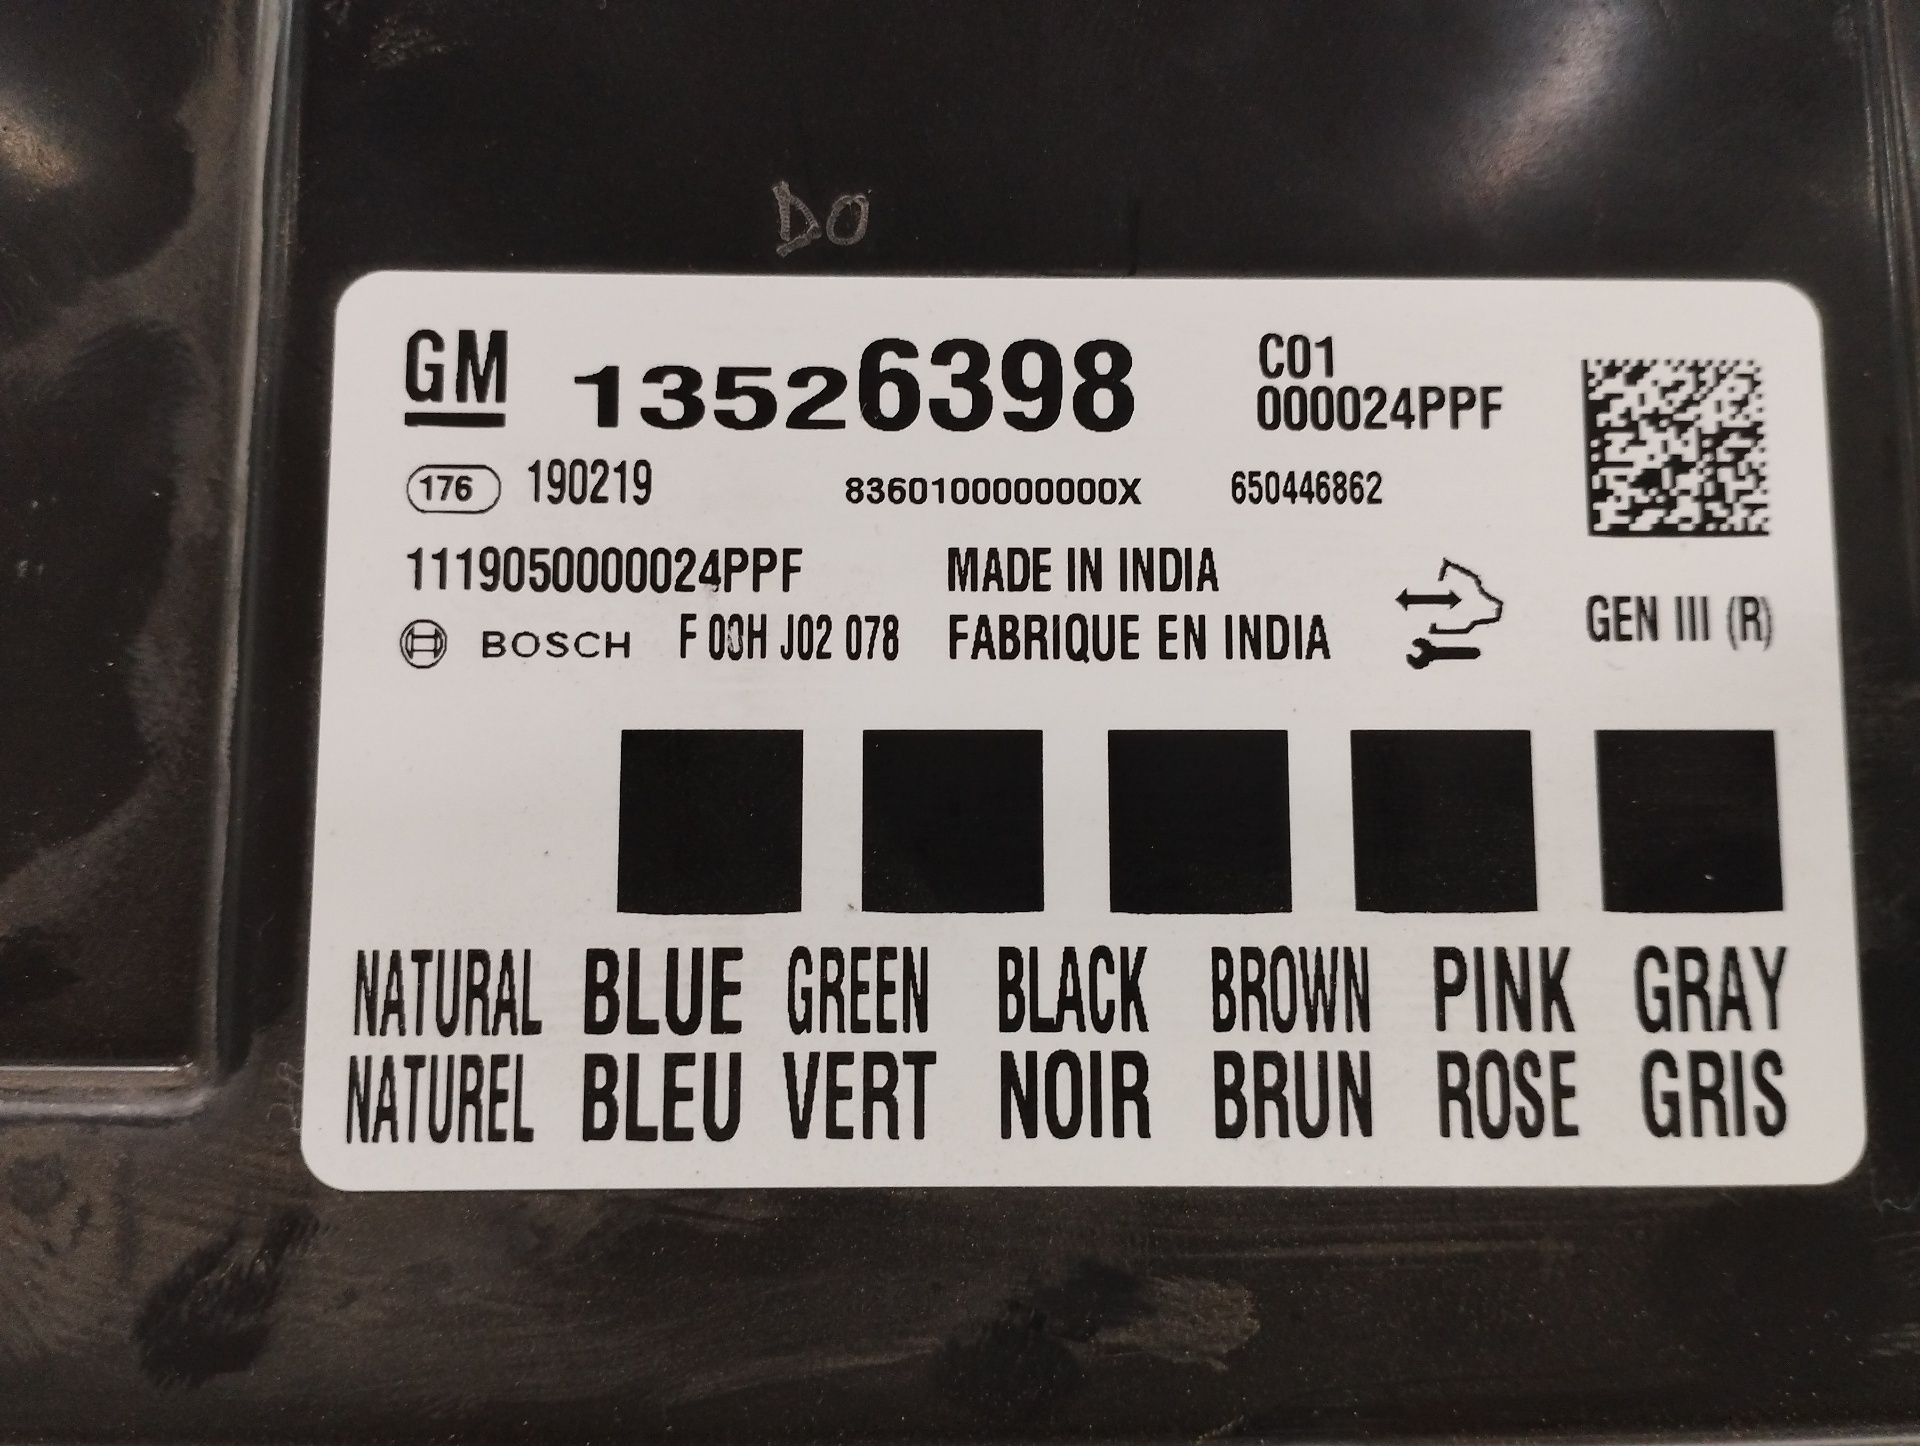 DO
GM 13526398 C01
000024PPF
176 190219 8360100000000X 650446862
1119050000024PPF MADE IN INDIA
BOSCH F 00H J02 078 FABRIQUE EN INDIA GEN III (R)
NATURAL BLUE GREEN BLACK BROWN PINK GRAY
NATUREL BLEU VERT NOIR BRUN ROSE GRIS